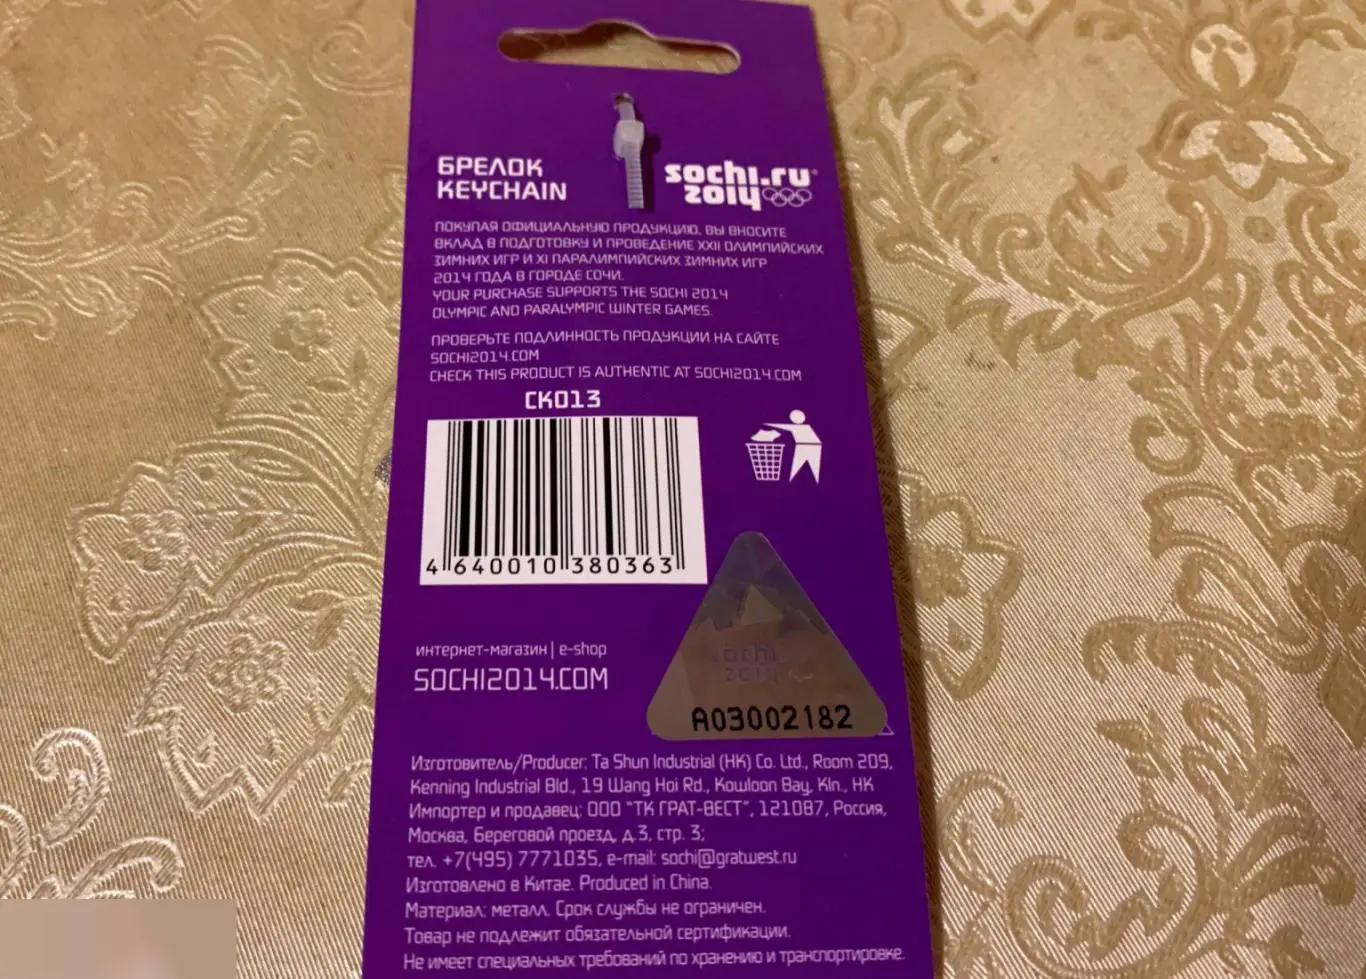 БРЕЛОК
KEYCHAIN
sochi.ru
2014
ПОКУПАЯ ОФИЦИАЛЬНУЮ ПРОДУКЦИЮ, ВЫ ВНОСИТЕ
ВКЛАД В ПОДГОТОВКУ И ПРОВЕДЕНИЕ XXII ОЛИМПИЙСКИХ
ЗИМНИХ ИГР И XI ПАРАЛИМПИЙСКИХ ЗИМНИХ ИГР
2014 ГОДА В ГОРОДЕ СОЧИ.
YOUR PURCHASE SUPPORTS THE SOCHI 2014
OLYMPIC AND PARALYMPIC WINTER GAMES.
ПРОВЕРЬТЕ ПОДЛИННОСТЬ ПРОДУКЦИИ НА САЙТЕ
SOCHI2014.COM
CHECK THIS PRODUCT IS AUTHENTIC AT SOCHI2014.COM
CK013
4 640010 380363
интернет-магазин | e-shop
SOCHI2014.COM
sochi
2014
A03002182
Изготовитель/Producer: Ta Shun Industrial (HK) Co. Ltd., Room 209,
Kenning Industrial Bld., 19 Wang Hoi Rd., Kowloon Bay, Kln., HK
Импортер и продавец: ООО "ТК ГРАТ-ВЕСТ", 121087, Россия,
Москва, Береговой проезд, д.3, стр. 3;
тел. +7(495) 7771035, e-mail: sochi@gratwest.ru
Изготовлено в Китае. Produced in China.
Материал: металл. Срок службы не ограничен.
Товар не подлежит обязательной сертификации.
Не имеет специальных требований по хранению и транспортировке.